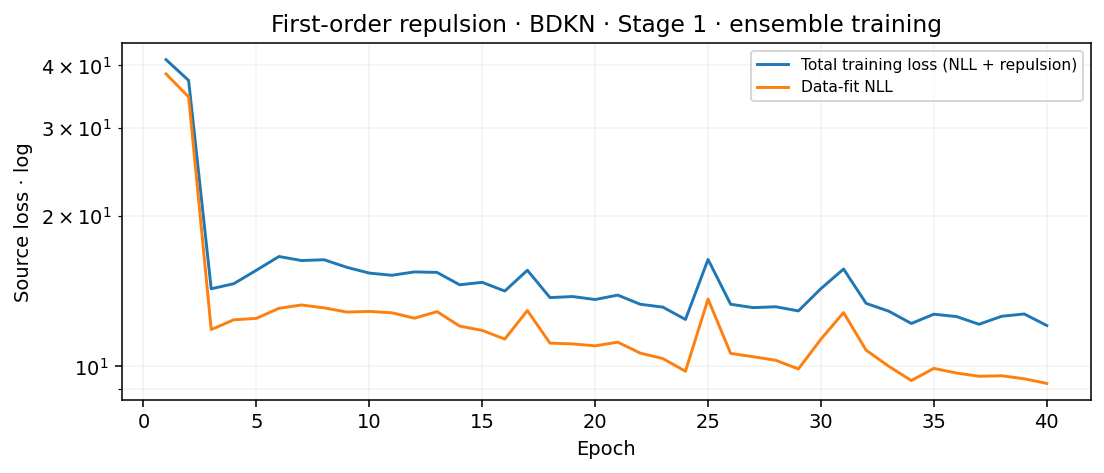 First-order repulsion · BDKN · Stage 1 · ensemble training
Total training loss (NLL + repulsion)
Data-fit NLL
Source loss · log
4 × 10¹
3 × 10¹
2 × 10¹
10¹
0 5 10 15 20 25 30 35 40
Epoch